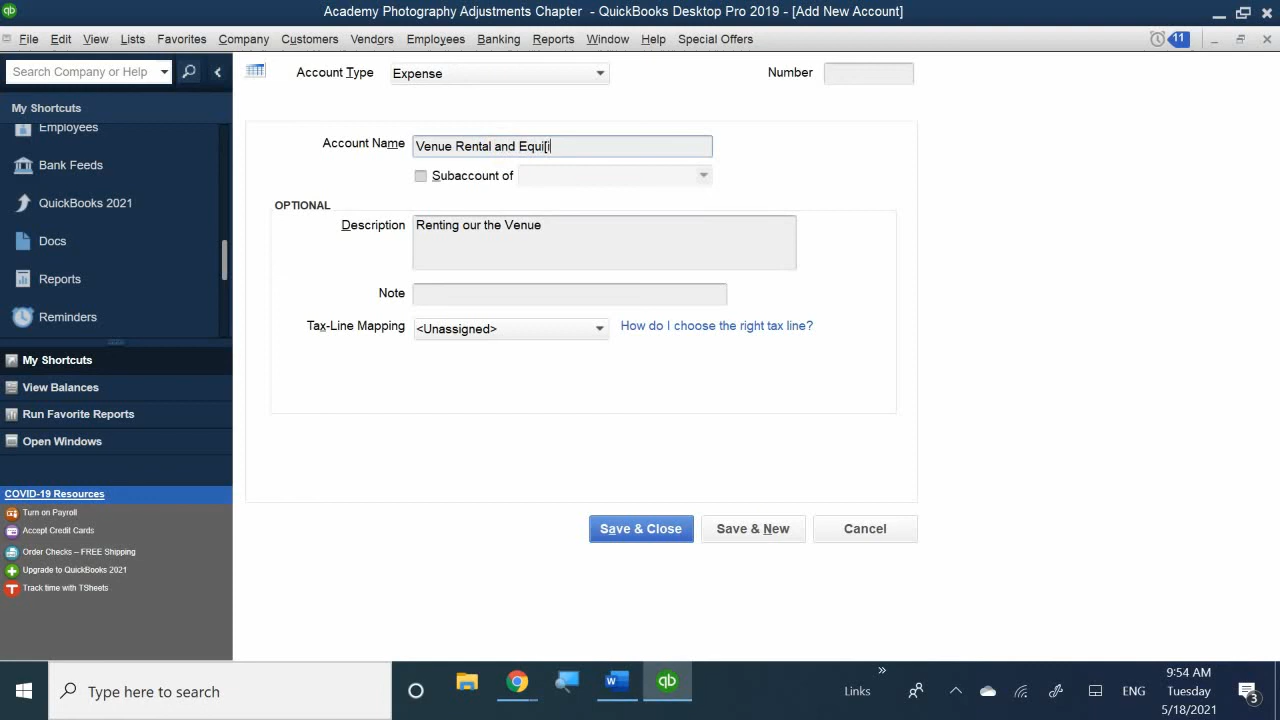 Academy Photography Adjustments Chapter - QuickBooks Desktop Pro 2019 - [Add New Account]
File Edit View Lists Favorites Company Customers Vendors Employees Banking Reports Window Help Special Offers 11
Search Company or Help
Account Type Expense Number
My Shortcuts
Employees
Bank Feeds
QuickBooks 2021
Docs
Reports
Reminders
My Shortcuts
View Balances
Run Favorite Reports
Open Windows
COVID-19 Resources
Turn on Payroll
Accept Credit Cards
Order Checks – FREE Shipping
Upgrade to QuickBooks 2021
Track time with TSheets
Account Name Venue Rental and Equi[i
Subaccount of
OPTIONAL
Description Renting our the Venue
Note
Tax-Line Mapping <Unassigned> How do I choose the right tax line?
Save & Close Save & New Cancel
Type here to search
Links
ENG
9:54 AM
Tuesday
5/18/2021
3